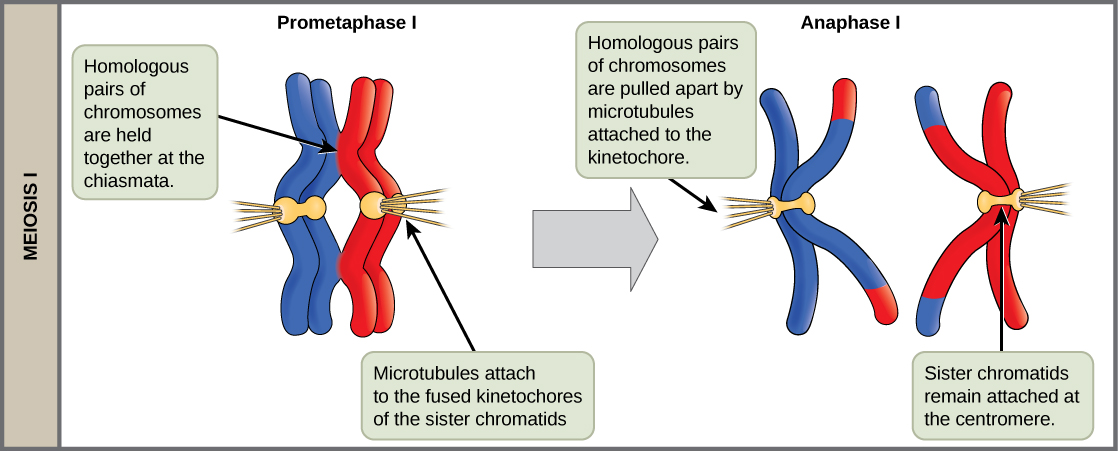 MEIOSIS I
Prometaphase I
Homologous
pairs of
chromosomes
are held
together at the
chiasmata.
Microtubules attach
to the fused kinetochores
of the sister chromatids
Anaphase I
Homologous pairs
of chromosomes
are pulled apart by
microtubules
attached to the
kinetochore.
Sister chromatids
remain attached at
the centromere.